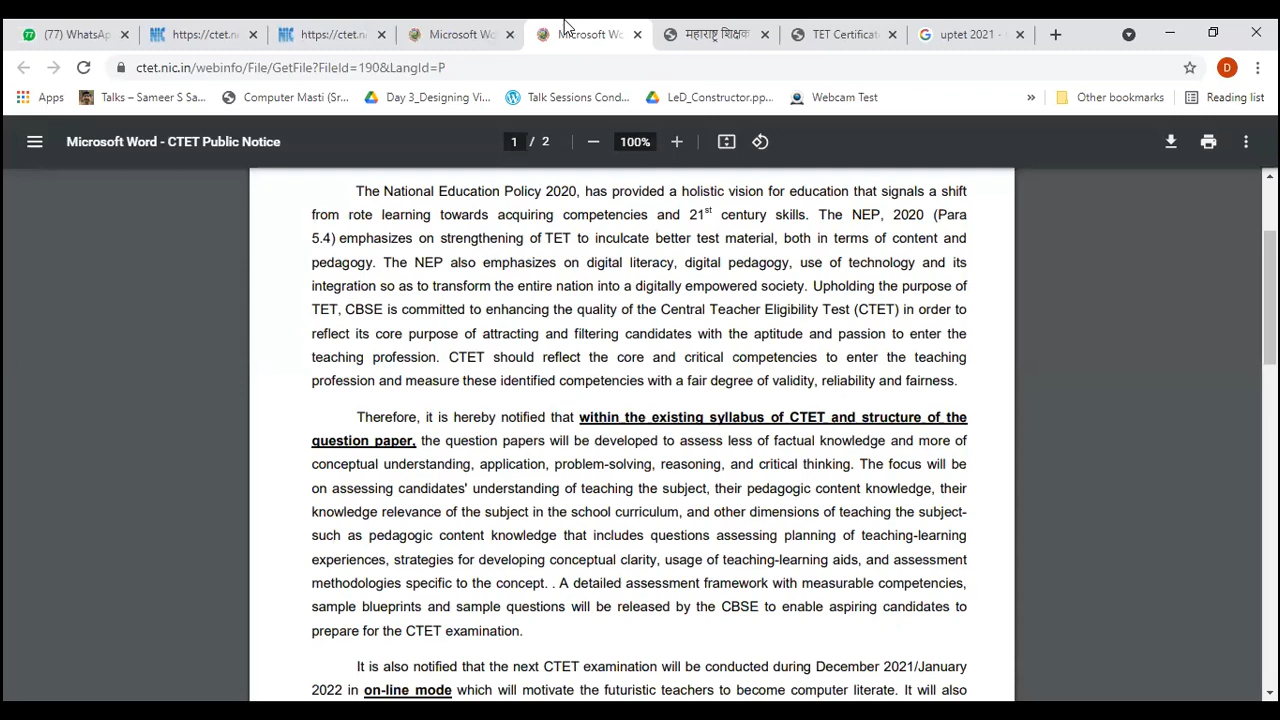 (77) WhatsAp
https://ctet.ni
https://ctet.ni
Microsoft Wo
Microsoft Wo
महाराष्ट्र शिक्षक
TET Certificate
uptet 2021 -
ctet.nic.in/webinfo/File/GetFile?FileId=190&LangId=P
D
Apps
Talks – Sameer S Sa...
Computer Masti (Sr...
Day 3_Designing Vi...
Talk Sessions Cond...
LeD_Constructor.pp...
Webcam Test
»
Other bookmarks
Reading list
Microsoft Word - CTET Public Notice
1 / 2
100%
The National Education Policy 2020, has provided a holistic vision for education that signals a shift
from rote learning towards acquiring competencies and 21st century skills. The NEP, 2020 (Para
5.4) emphasizes on strengthening of TET to inculcate better test material, both in terms of content and
pedagogy. The NEP also emphasizes on digital literacy, digital pedagogy, use of technology and its
integration so as to transform the entire nation into a digitally empowered society. Upholding the purpose of
TET, CBSE is committed to enhancing the quality of the Central Teacher Eligibility Test (CTET) in order to
reflect its core purpose of attracting and filtering candidates with the aptitude and passion to enter the
teaching profession. CTET should reflect the core and critical competencies to enter the teaching
profession and measure these identified competencies with a fair degree of validity, reliability and fairness.
Therefore, it is hereby notified that within the existing syllabus of CTET and structure of the
question paper, the question papers will be developed to assess less of factual knowledge and more of
conceptual understanding, application, problem-solving, reasoning, and critical thinking. The focus will be
on assessing candidates' understanding of teaching the subject, their pedagogic content knowledge, their
knowledge relevance of the subject in the school curriculum, and other dimensions of teaching the subject-
such as pedagogic content knowledge that includes questions assessing planning of teaching-learning
experiences, strategies for developing conceptual clarity, usage of teaching-learning aids, and assessment
methodologies specific to the concept. . A detailed assessment framework with measurable competencies,
sample blueprints and sample questions will be released by the CBSE to enable aspiring candidates to
prepare for the CTET examination.
It is also notified that the next CTET examination will be conducted during December 2021/January
2022 in on-line mode which will motivate the futuristic teachers to become computer literate. It will also